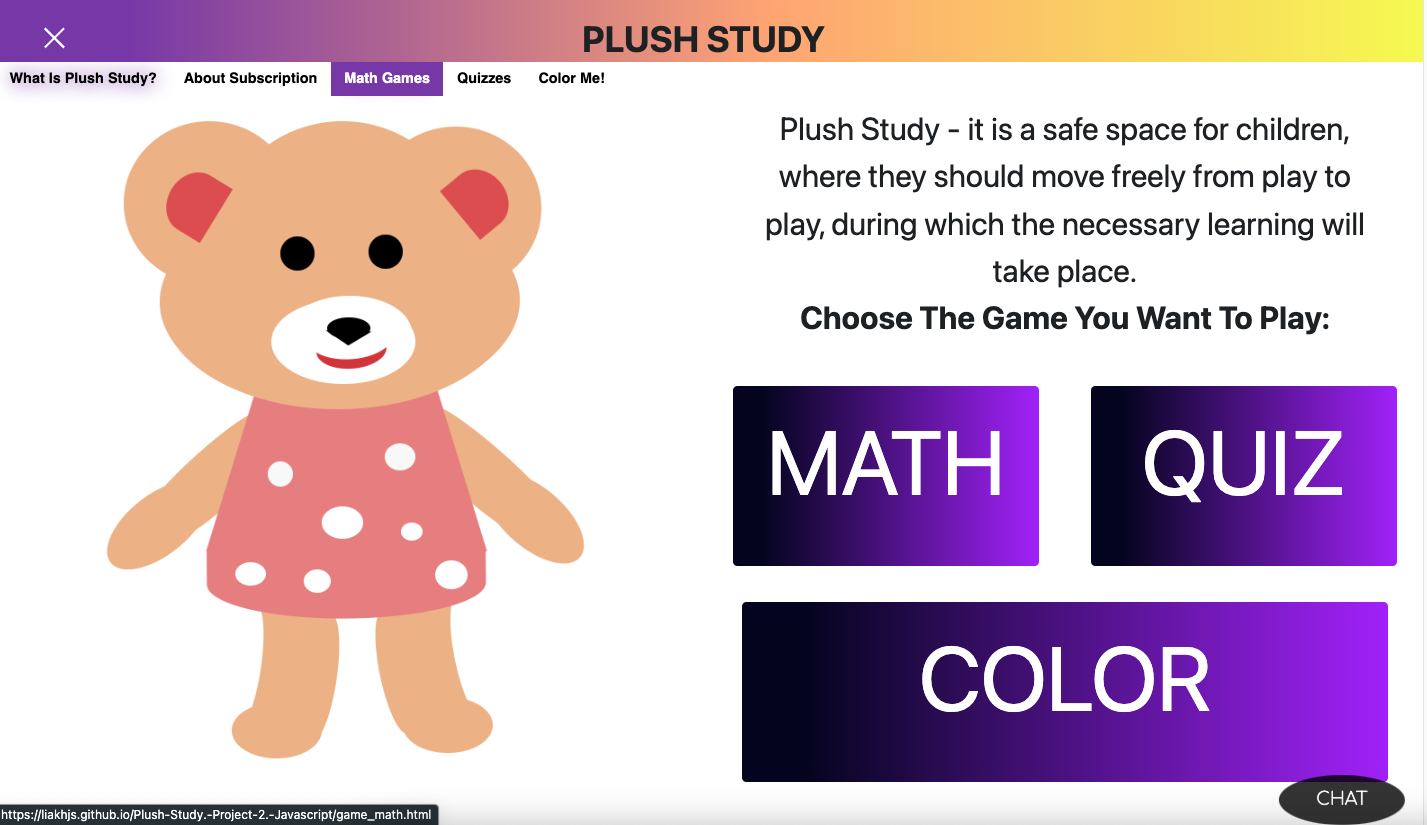 PLUSH STUDY
What Is Plush Study? About Subscription Math Games Quizzes Color Me!
Plush Study - it is a safe space for children,
where they should move freely from play to
play, during which the necessary learning will
take place.
Choose The Game You Want To Play:
MATH QUIZ
COLOR
CHAT
https://liakhjs.github.io/Plush-Study.-Project-2.-Javascript/game_math.html